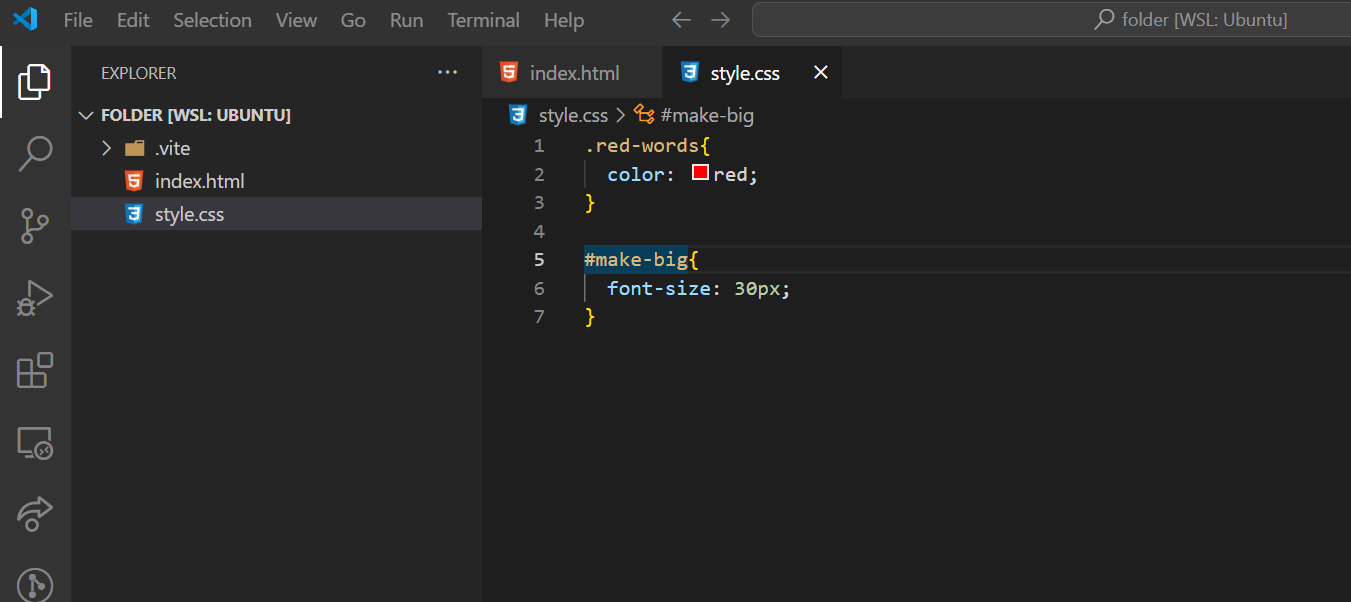 File Edit Selection View Go Run Terminal Help folder [WSL: Ubuntu]
EXPLORER ...
FOLDER [WSL: UBUNTU]
.vite
index.html
style.css
index.html style.css
style.css > #make-big
1 .red-words{
2 color: red;
3 }
4
5 #make-big{
6 font-size: 30px;
7 }